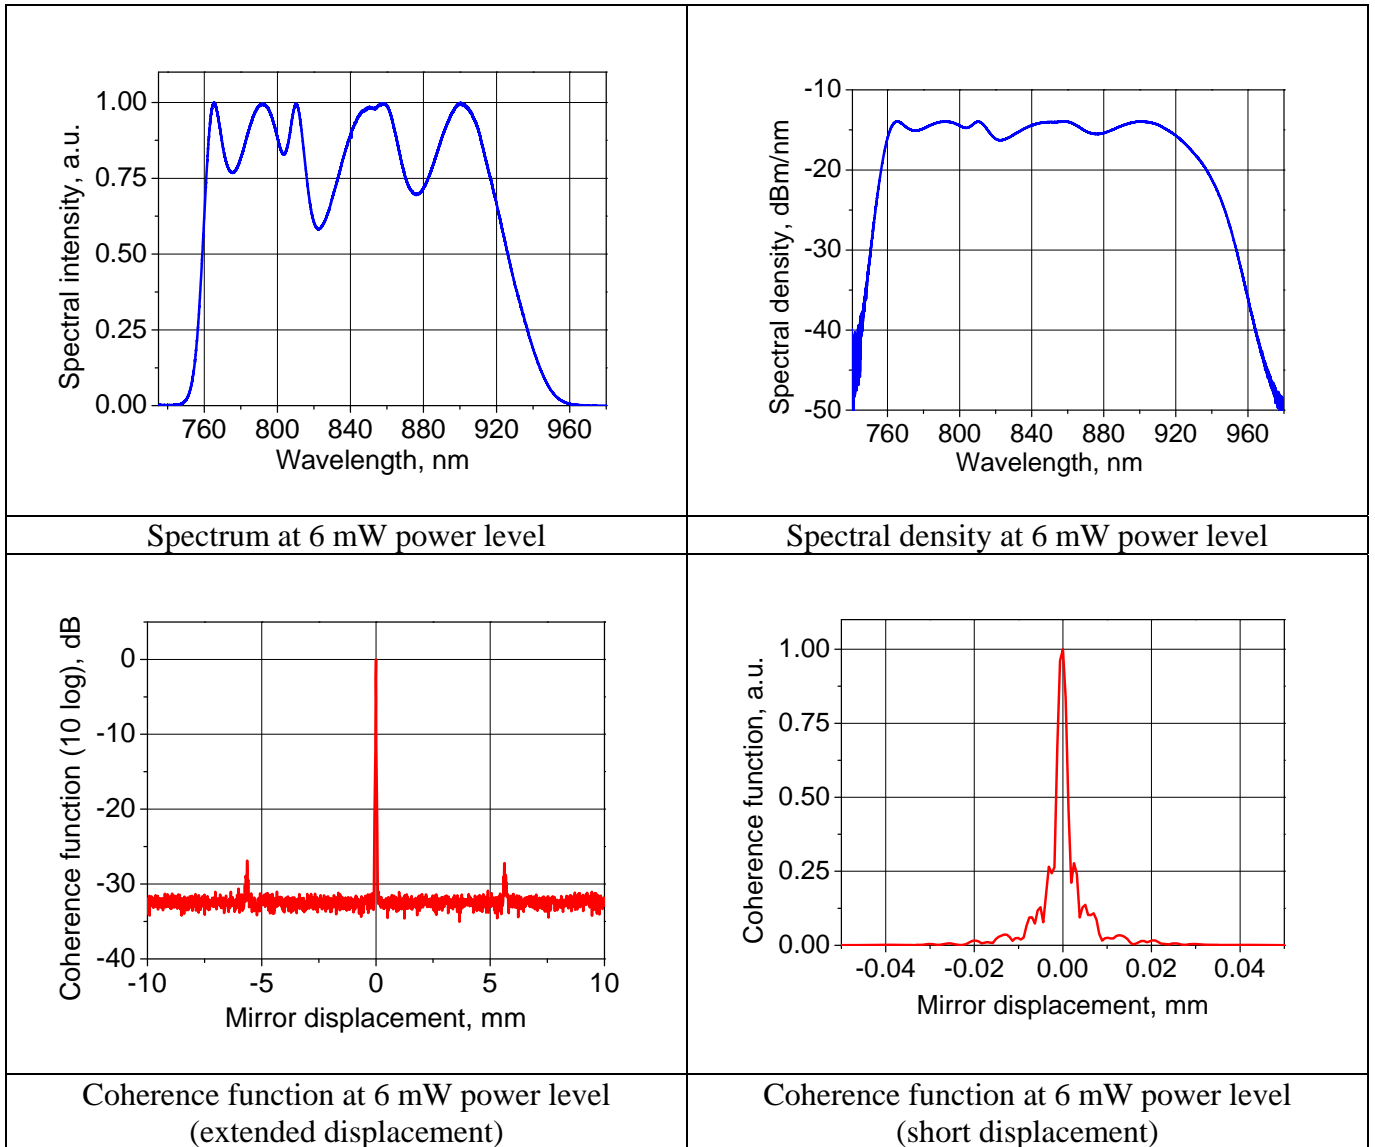 Spectral intensity, a.u.
1.00
0.75
0.50
0.25
0.00
760 800 840 880 920 960
Wavelength, nm
Spectral density, dBm/nm
-10
-20
-30
-40
-50
760 800 840 880 920 960
Wavelength, nm
Spectrum at 6 mW power level
Spectral density at 6 mW power level
Coherence function (10 log), dB
0
-10
-20
-30
-40
-10 -5 0 5 10
Mirror displacement, mm
Coherence function, a.u.
1.00
0.75
0.50
0.25
0.00
-0.04 -0.02 0.00 0.02 0.04
Mirror displacement, mm
Coherence function at 6 mW power level
(extended displacement)
Coherence function at 6 mW power level
(short displacement)